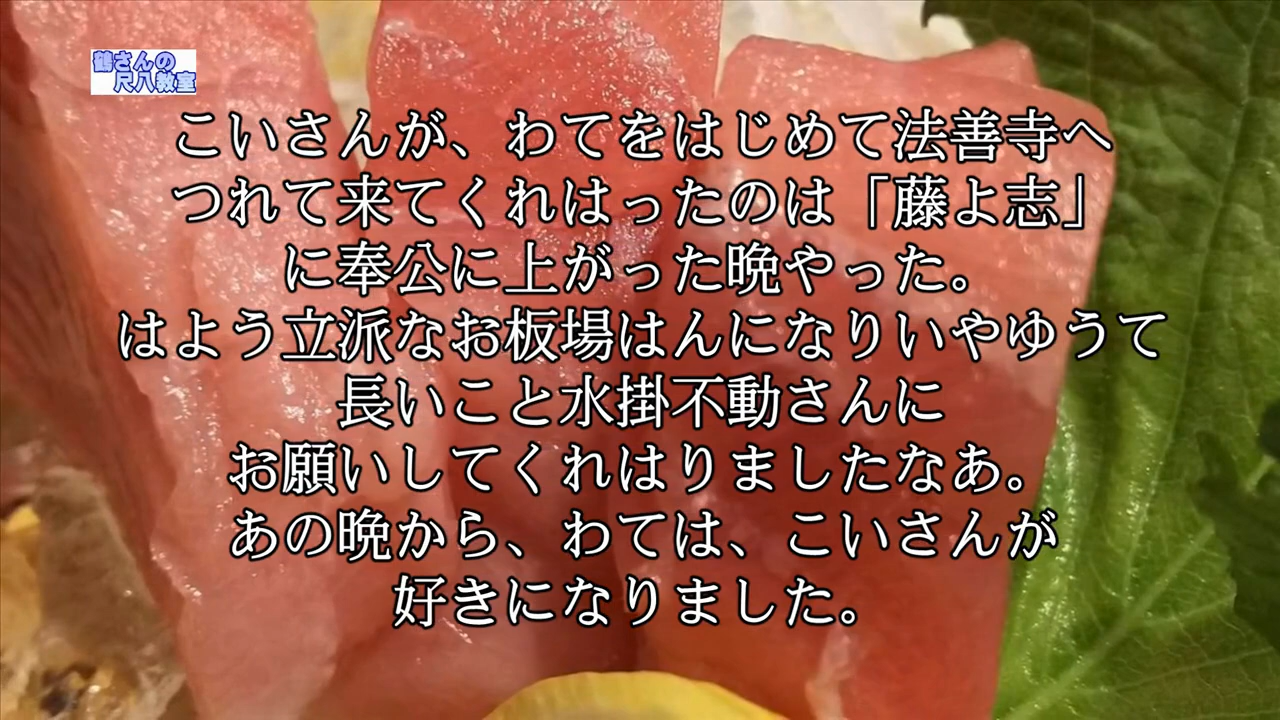 鶴さんの
尺八教室
こいさんが、わてをはじめて法善寺へ
つれて来てくれはったのは「藤よ志」
に奉公に上がった晩やった。
はよう立派なお板場はんになりいやゆうて
長いこと水掛不動さんに
お願いしてくれはりましたなあ。
あの晩から、わては、こいさんが
好きになりました。